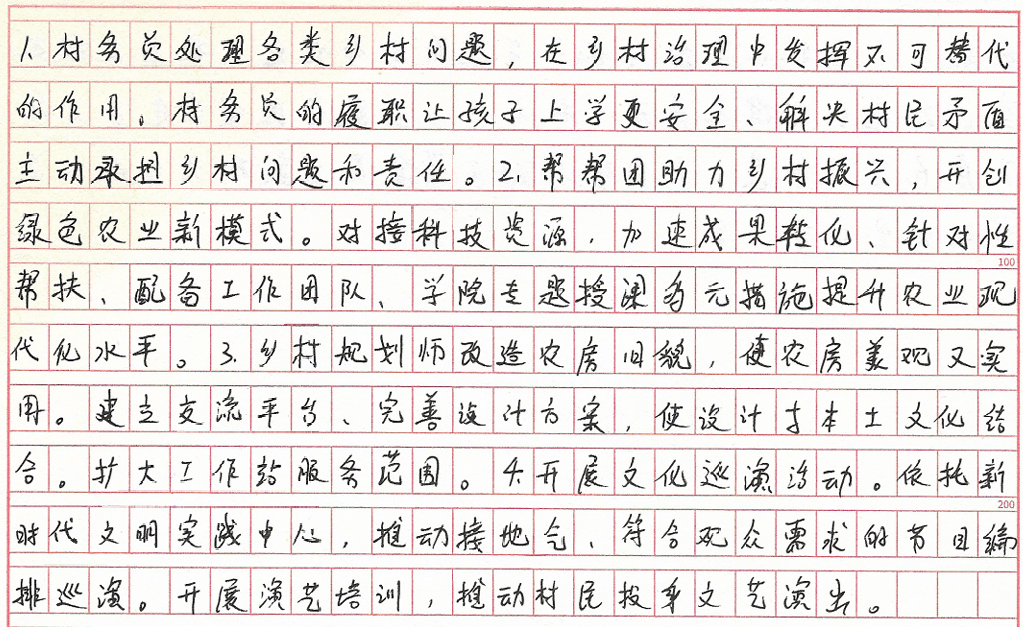 1.村务员处理各类乡村问题，在乡村治理中发挥不可替代
的作用。村务员的履职让孩子上学更安全、解决村民矛盾
主动承担乡村问题和责任。2.帮帮团助力乡村振兴，开创
绿色农业新模式。对接科技资源，加速成果转化、针对性
100
帮扶、配备工作团队、学院专题授课多元措施提升农业现
代化水平。3.乡村规划师改造农房旧貌，使农房美观又实
用。建立交流平台、完善设计方案，使设计与本土文化结
合。扩大工作站服务范围。4.开展文化巡演活动。依托新
200
时代文明实践中心，推动接地气、符合观众需求的节目编
排巡演。开展演艺培训，推动村民投身文艺演出。